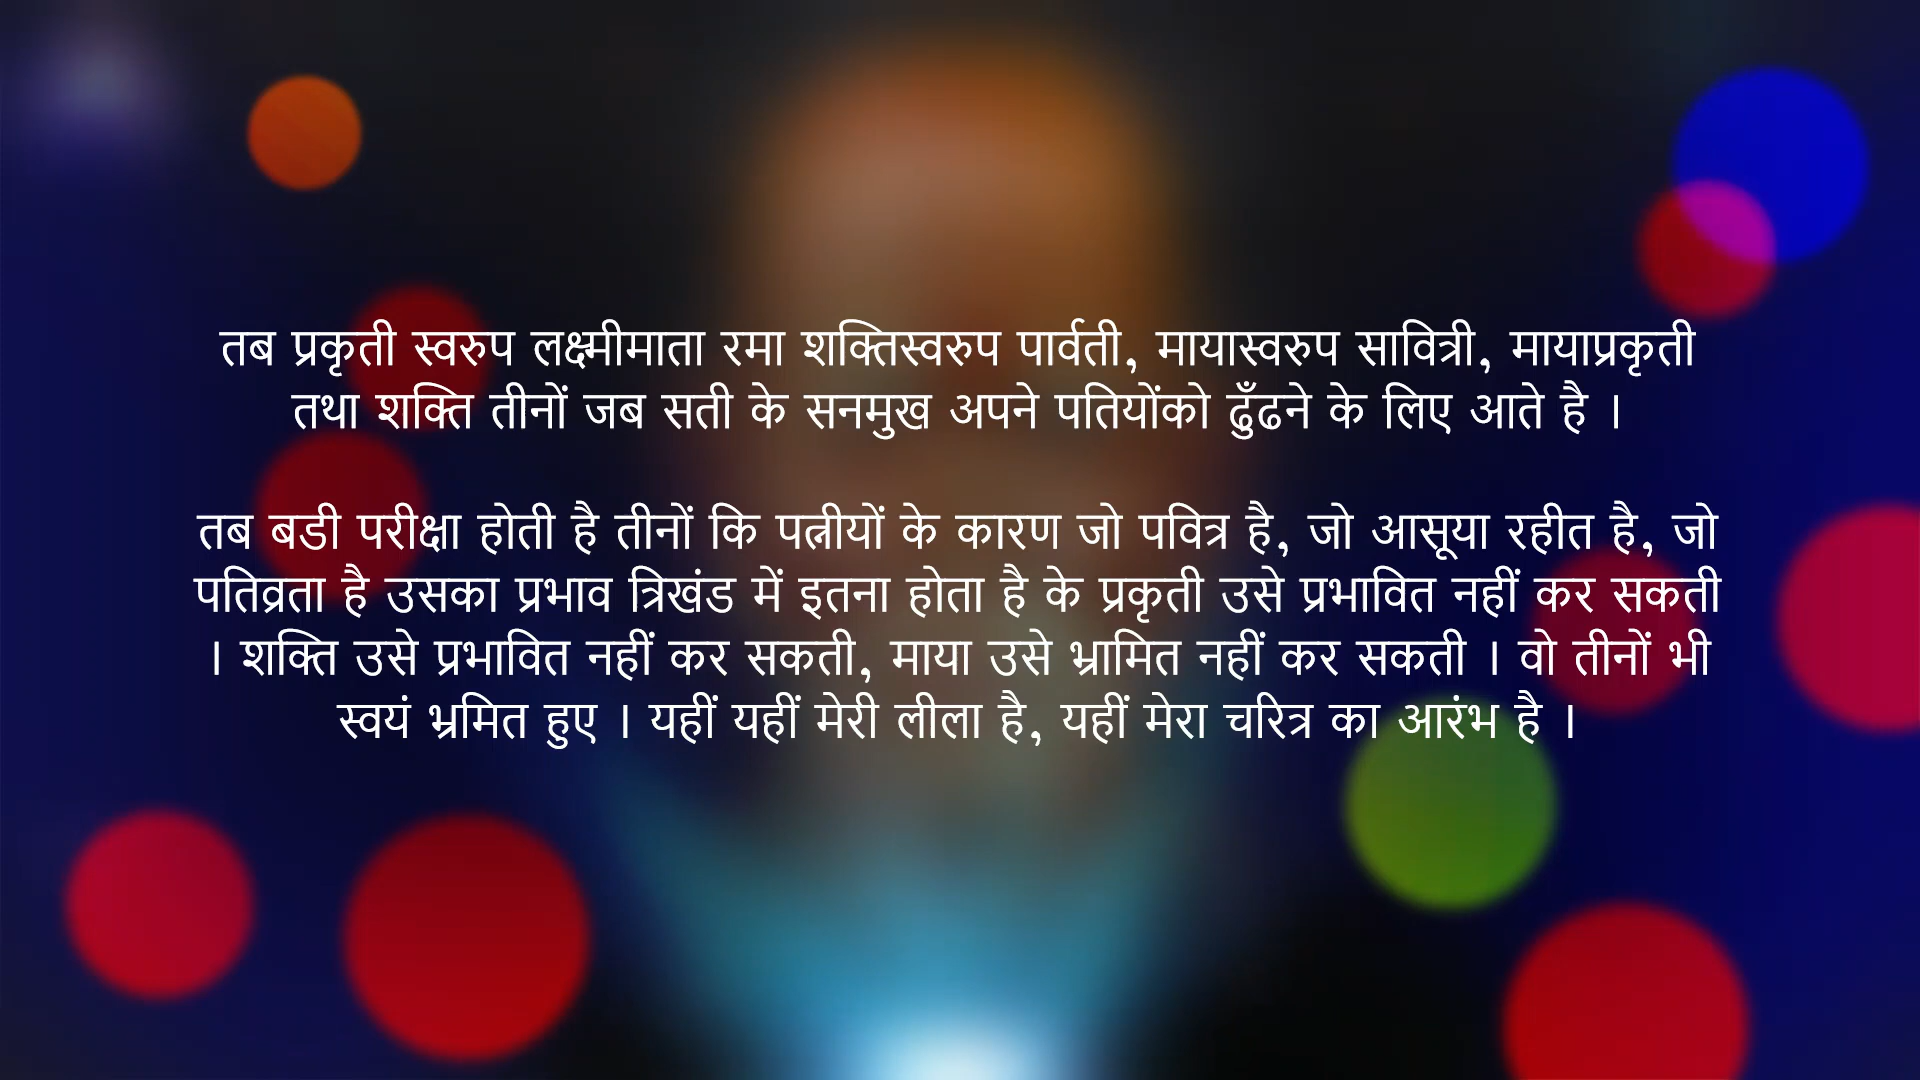 तब प्रकृती स्वरुप लक्ष्मीमाता रमा शक्तिस्वरुप पार्वती, मायास्वरुप सावित्री, मायाप्रकृती
तथा शक्ति तीनों जब सती के सनमुख अपने पतियोंको ढुँढने के लिए आते है ।
तब बडी परीक्षा होती है तीनों कि पत्नीयों के कारण जो पवित्र है, जो आसूया रहीत है, जो
पतिव्रता है उसका प्रभाव त्रिखंड में इतना होता है के प्रकृती उसे प्रभावित नहीं कर सकती
। शक्ति उसे प्रभावित नहीं कर सकती, माया उसे भ्रामित नहीं कर सकती । वो तीनों भी
स्वयं भ्रमित हुए । यहीं यहीं मेरी लीला है, यहीं मेरा चरित्र का आरंभ है ।